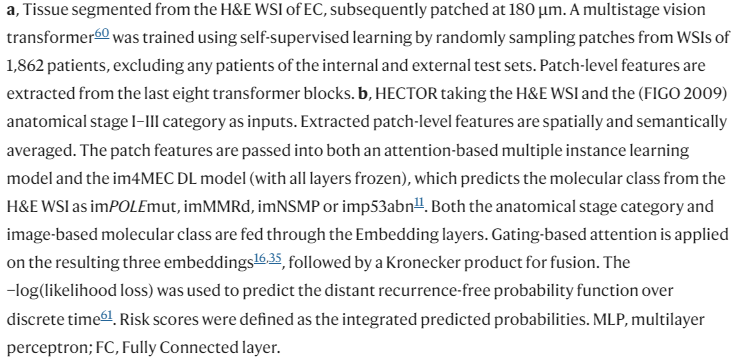 a, Tissue segmented from the H&E WSI of EC, subsequently patched at 180 μm. A multistage vision
transformer60 was trained using self-supervised learning by randomly sampling patches from WSIs of
1,862 patients, excluding any patients of the internal and external test sets. Patch-level features are
extracted from the last eight transformer blocks. b, HECTOR taking the H&E WSI and the (FIGO 2009)
anatomical stage I–III category as inputs. Extracted patch-level features are spatially and semantically
averaged. The patch features are passed into both an attention-based multiple instance learning
model and the im4MEC DL model (with all layers frozen), which predicts the molecular class from the
H&E WSI as imPOLEmut, imMMRd, imNSMP or imp53abn11. Both the anatomical stage category and
image-based molecular class are fed through the Embedding layers. Gating-based attention is applied
on the resulting three embeddings16,35, followed by a Kronecker product for fusion. The
−log(likelihood loss) was used to predict the distant recurrence-free probability function over
discrete time61. Risk scores were defined as the integrated predicted probabilities. MLP, multilayer
perceptron; FC, Fully Connected layer.